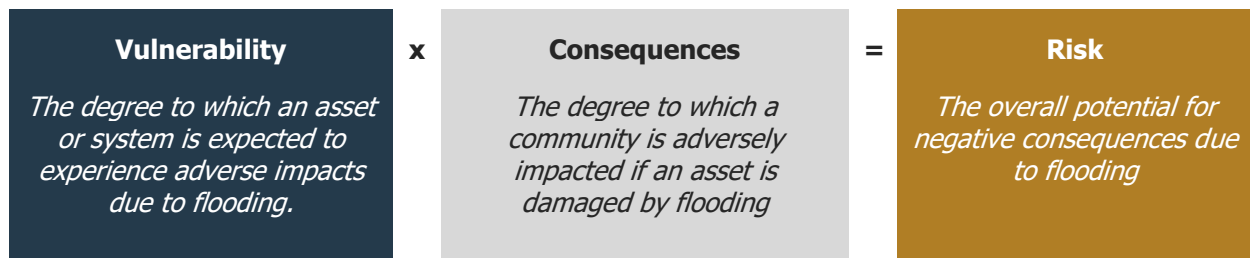 Vulnerability
The degree to which an asset
or system is expected to
experience adverse impacts
due to flooding.
x
Consequences
The degree to which a
community is adversely
impacted if an asset is
damaged by flooding
=
Risk
The overall potential for
negative consequences due
to flooding